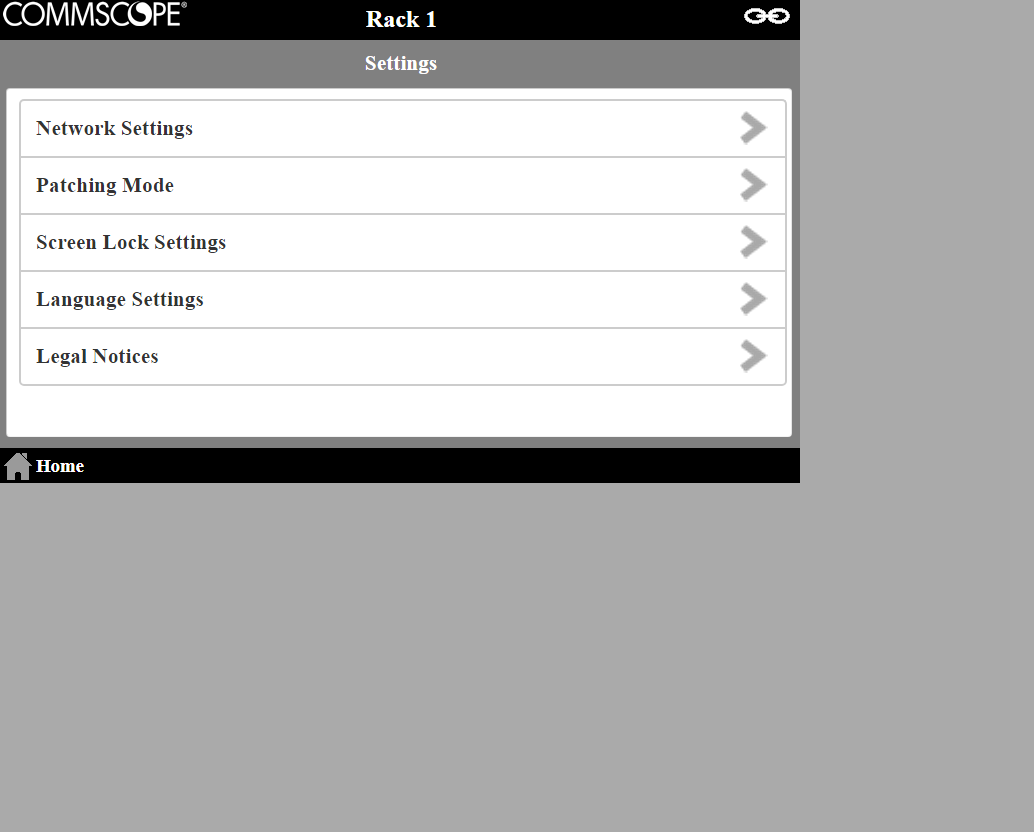 COMMSCOPE®
Rack 1
Settings
Network Settings
Patching Mode
Screen Lock Settings
Language Settings
Legal Notices
Home